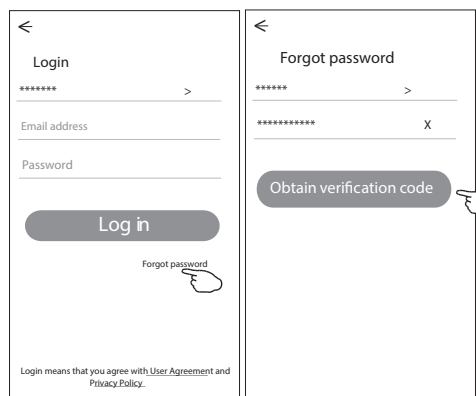 Login
******* >
Email address
Password
Log in
Forgot password
Login means that you agree with User Agreement and
Privacy Policy
Forgot password
****** >
*********** X
Obtain verification code